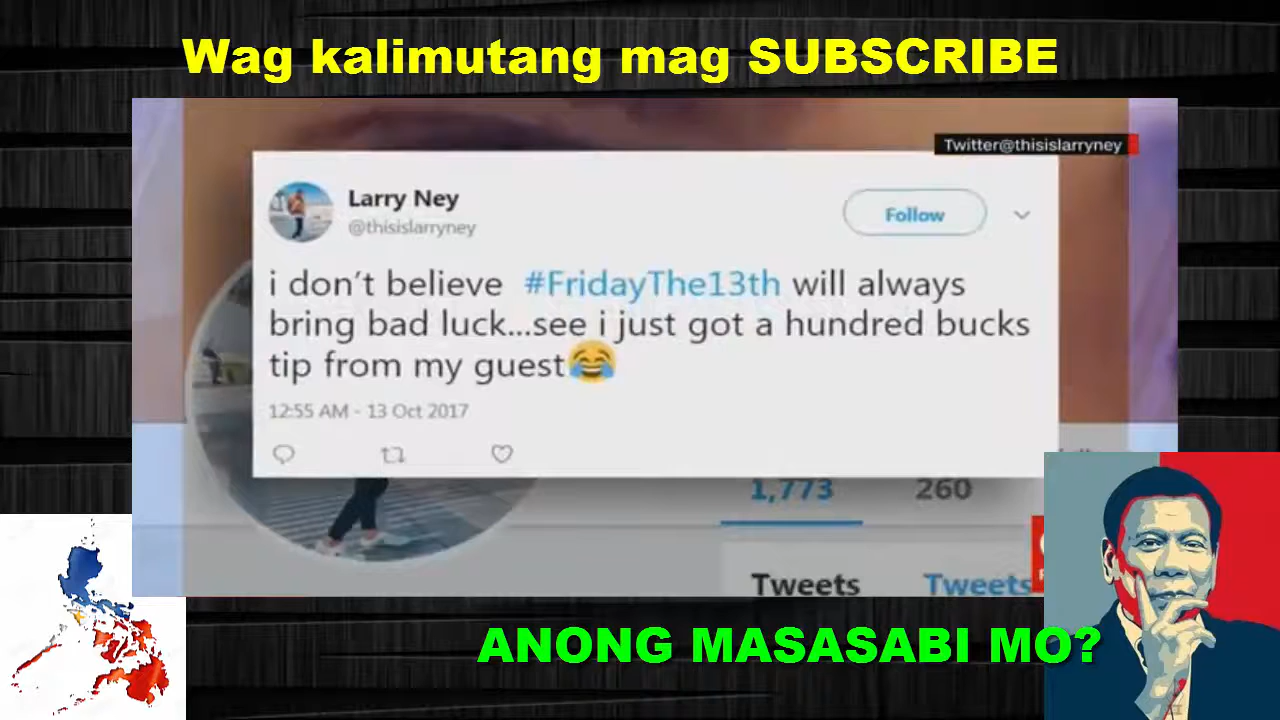 Wag kalimutang mag SUBSCRIBE
Twitter@thisislarryney
Larry Ney
@thisislarryney
Follow
i don't believe #FridayThe13th will always
bring bad luck...see i just got a hundred bucks
tip from my guest😂
12:55 AM - 13 Oct 2017
1,773 260
Tweets Tweets
ANONG MASASABI MO?